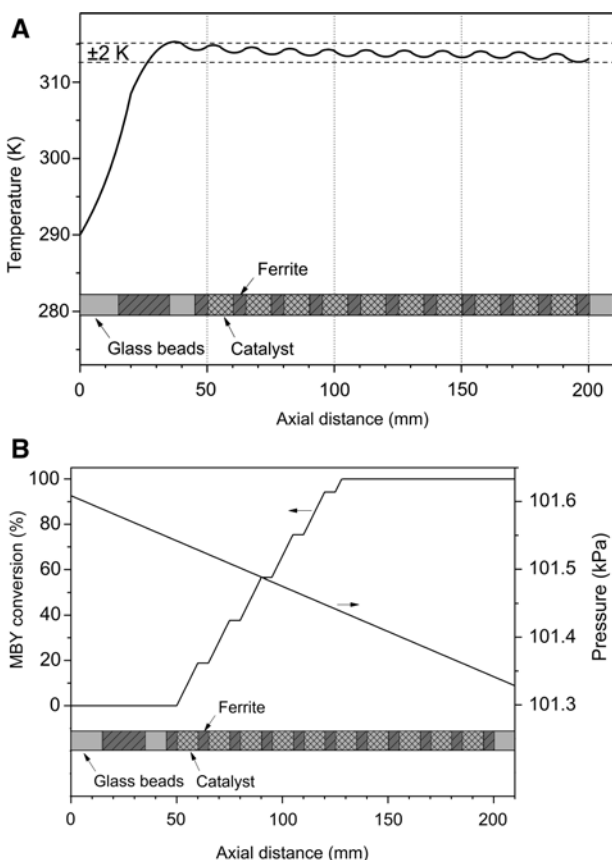 A
±2 K
310
300
290
280
Temperature (K)
Ferrite
Glass beads
Catalyst
0
50
100
150
200
Axial distance (mm)
B
100
80
60
40
20
0
MBY conversion (%)
101.6
101.5
101.4
101.3
Pressure (kPa)
Ferrite
Glass beads
Catalyst
0
50
100
150
200
Axial distance (mm)